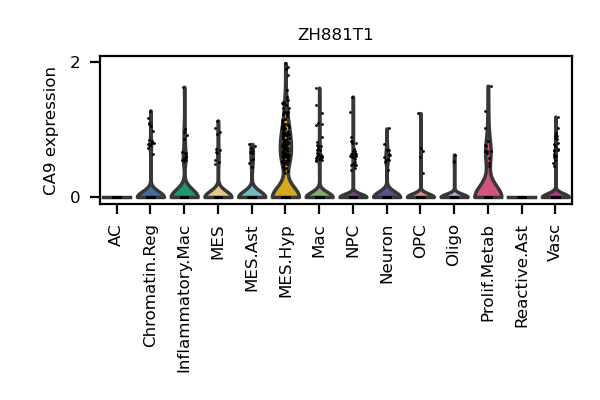 ZH881T1
CA9 expression
2
0
AC
Chromatin.Reg
Inflammatory.Mac
MES
MES.Ast
MES.Hyp
Mac
NPC
Neuron
OPC
Oligo
Prolif.Metab
Reactive.Ast
Vasc